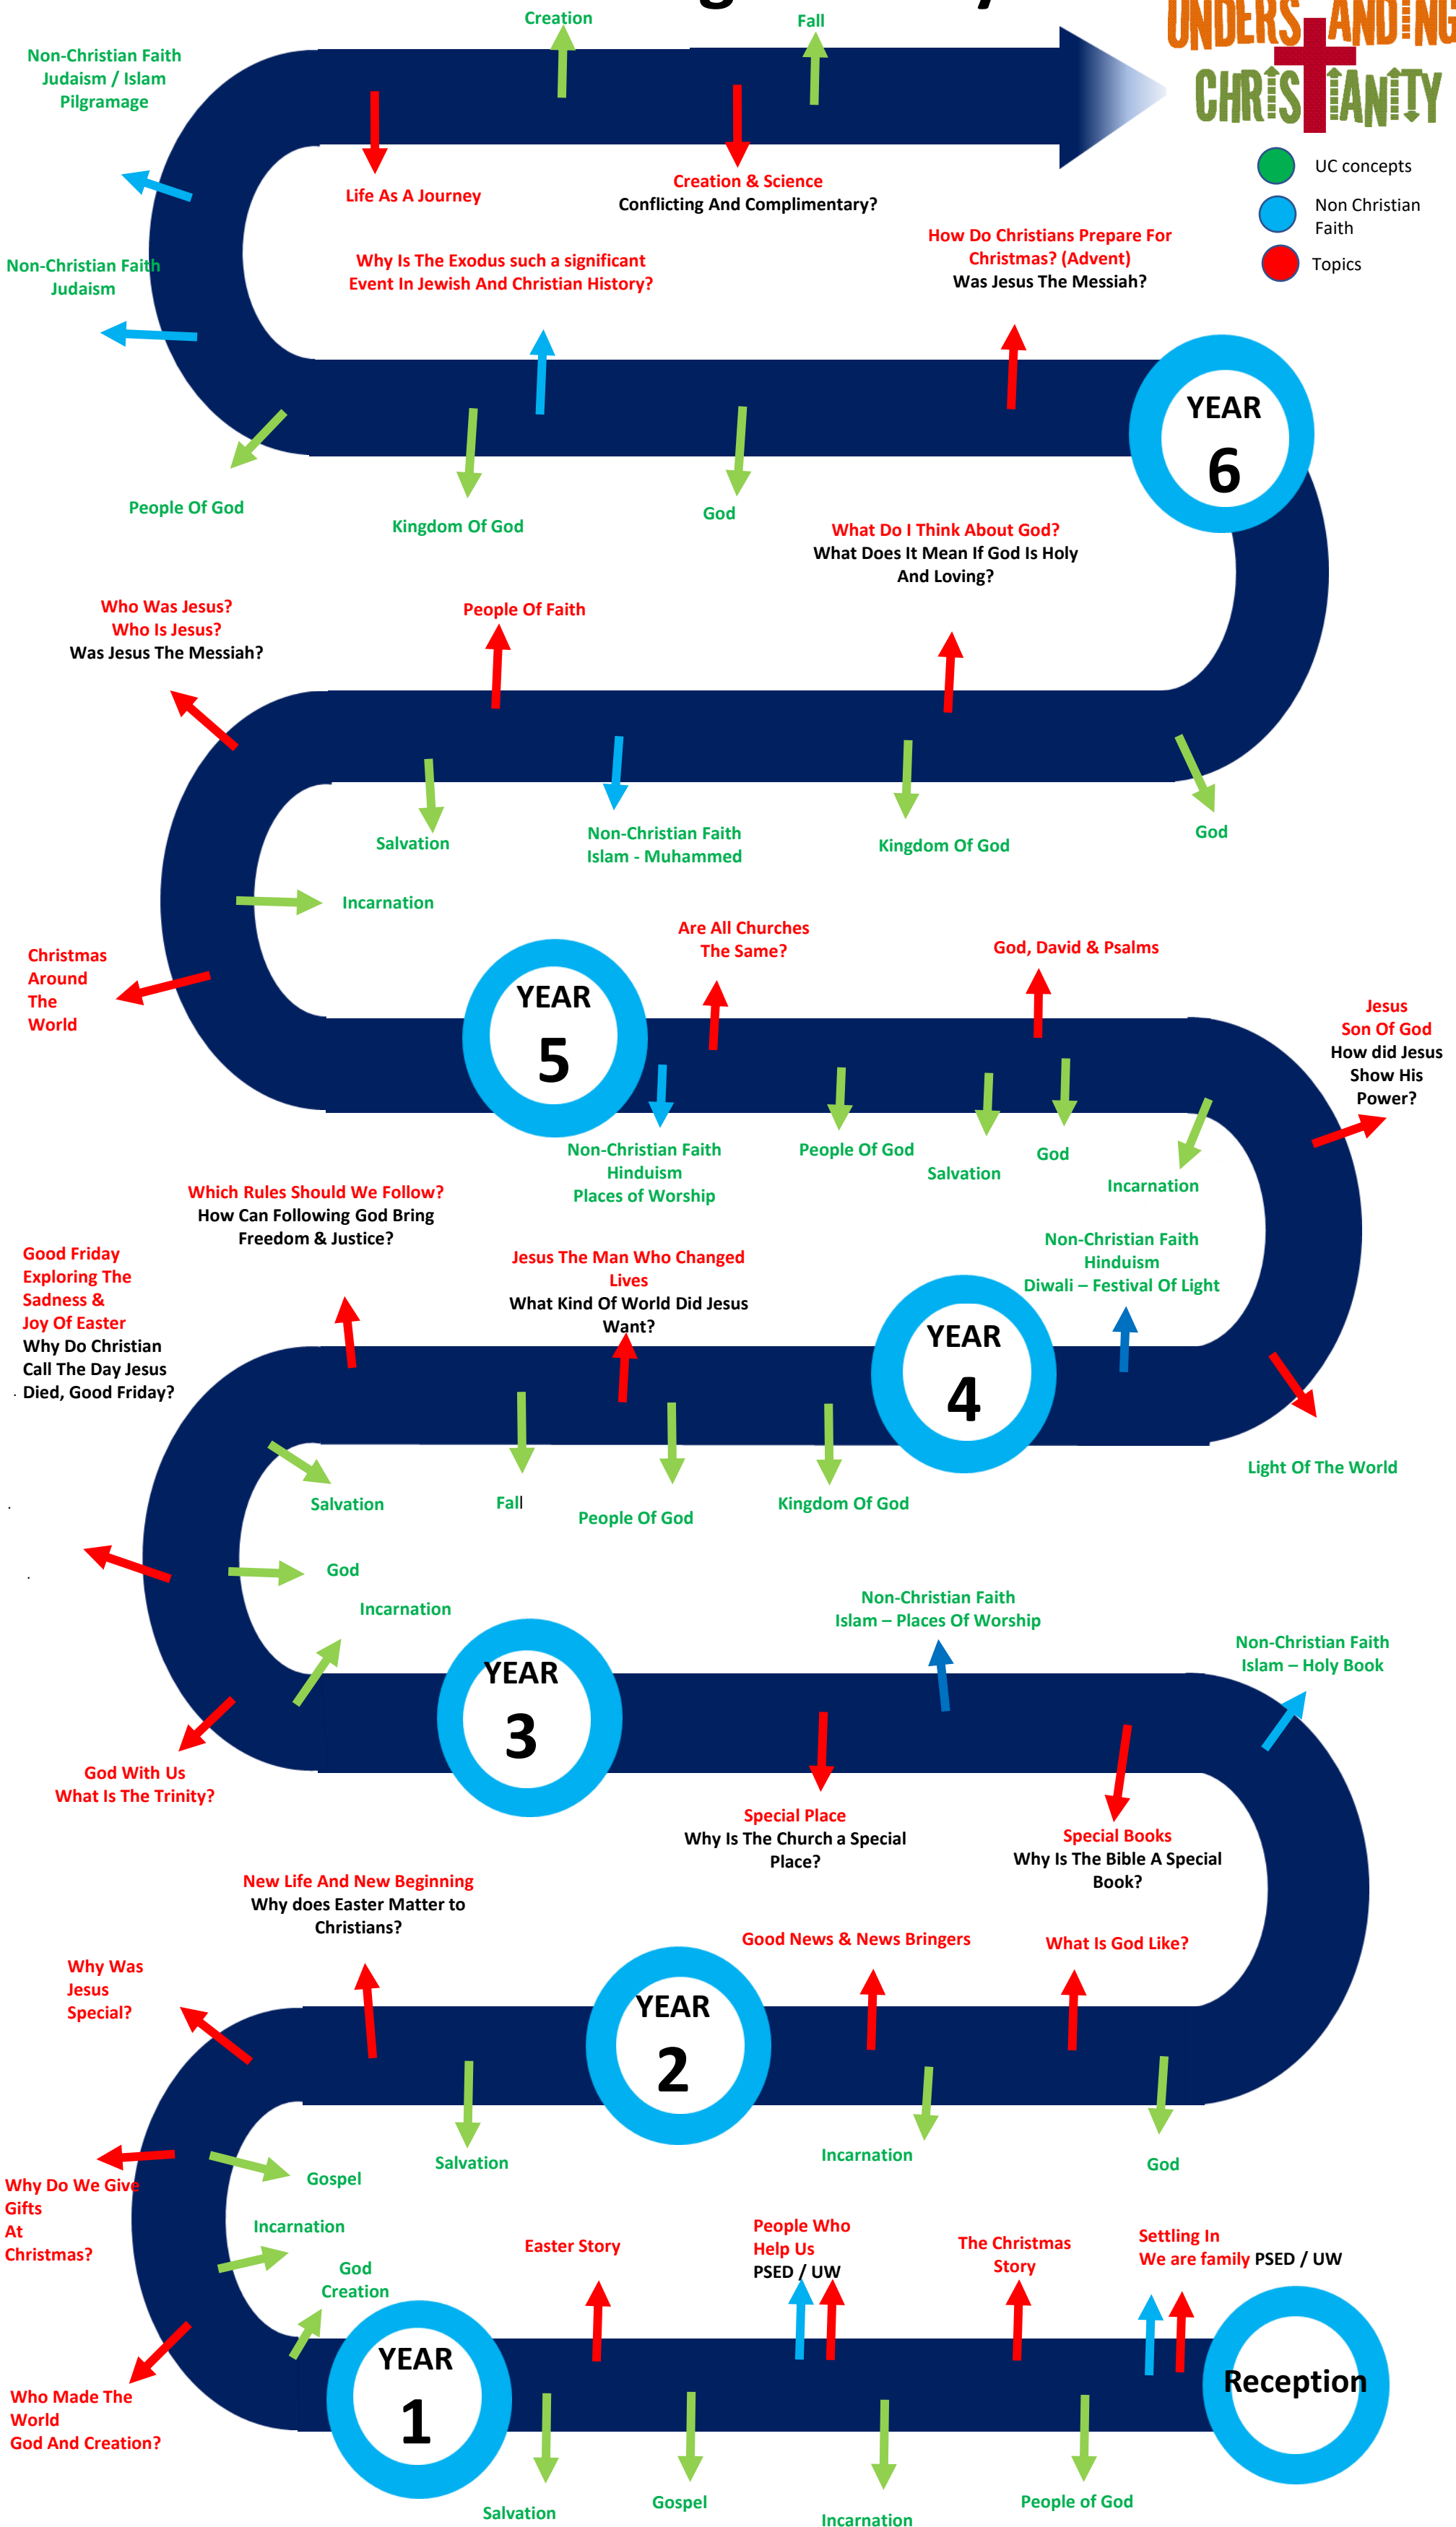 Creation
Fall
UNDERSTANDING
CHRISTIANITY
Non-Christian Faith
Judaism / Islam
Pilgramage
UC concepts
Non Christian
Faith
Topics
Life As A Journey
Creation & Science
Conflicting And Complimentary?
Non-Christian Faith
Judaism
Why Is The Exodus such a significant
Event In Jewish And Christian History?
How Do Christians Prepare For
Christmas? (Advent)
Was Jesus The Messiah?
YEAR
6
People Of God
Kingdom Of God
God
What Do I Think About God?
What Does It Mean If God Is Holy
And Loving?
Who Was Jesus?
Who Is Jesus?
Was Jesus The Messiah?
People Of Faith
Salvation
Non-Christian Faith
Islam - Muhammed
Kingdom Of God
God
Incarnation
Christmas
Around
The
World
YEAR
5
Are All Churches
The Same?
God, David & Psalms
Jesus
Son Of God
How did Jesus
Show His
Power?
Non-Christian Faith
Hinduism
Places of Worship
People Of God
Salvation
God
Incarnation
Which Rules Should We Follow?
How Can Following God Bring
Freedom & Justice?
Good Friday
Exploring The
Sadness &
Joy Of Easter
Why Do Christian
Call The Day Jesus
Died, Good Friday?
Jesus The Man Who Changed
Lives
What Kind Of World Did Jesus
Want?
YEAR
4
Non-Christian Faith
Hinduism
Diwali – Festival Of Light
Light Of The World
Salvation
Fall
People Of God
Kingdom Of God
God
Incarnation
YEAR
3
Non-Christian Faith
Islam – Places Of Worship
Non-Christian Faith
Islam – Holy Book
God With Us
What Is The Trinity?
Special Place
Why Is The Church a Special
Place?
Special Books
Why Is The Bible A Special
Book?
New Life And New Beginning
Why does Easter Matter to
Christians?
Good News & News Bringers
What Is God Like?
Why Was
Jesus
Special?
YEAR
2
Salvation
Incarnation
God
Why Do We Give
Gifts
At
Christmas?
Gospel
Incarnation
God
Creation
Easter Story
People Who
Help Us
PSED / UW
The Christmas
Story
Settling In
We are family PSED / UW
YEAR
1
Reception
Who Made The
World
God And Creation?
Salvation
Gospel
Incarnation
People of God